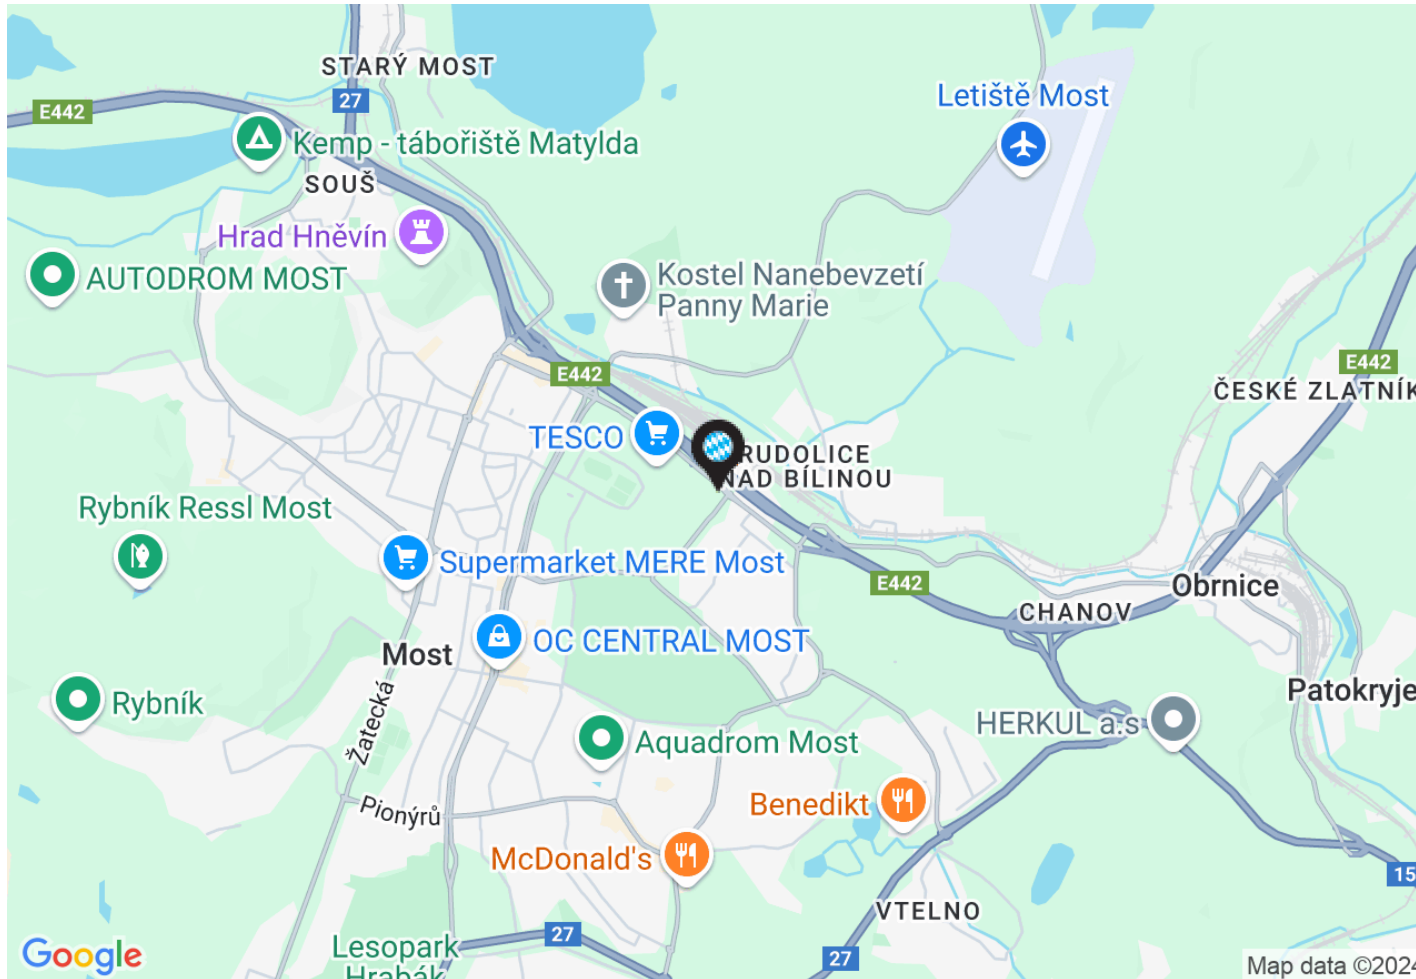 STARÝ MOST
27
E442
Letiště Most
Kemp - tábořiště Matylda
SOUŠ
Hrad Hněvín
AUTODROM MOST
Kostel Nanebevzetí
Panny Marie
E442
E442
ČESKÉ ZLATNÍK
TESCO
RUDOLICE
NAD BÍLINOU
Rybník Ressl Most
Supermarket MERE Most
E442
Obrnice
CHANOV
OC CENTRAL MOST
Most
Patokryje
Rybník
Žatecká
HERKUL a.s
Aquadrom Most
Benedikt
Pionýrů
McDonald's
15
VTELNO
27
Lesopark
Hrabák
27
Google
Map data ©2024